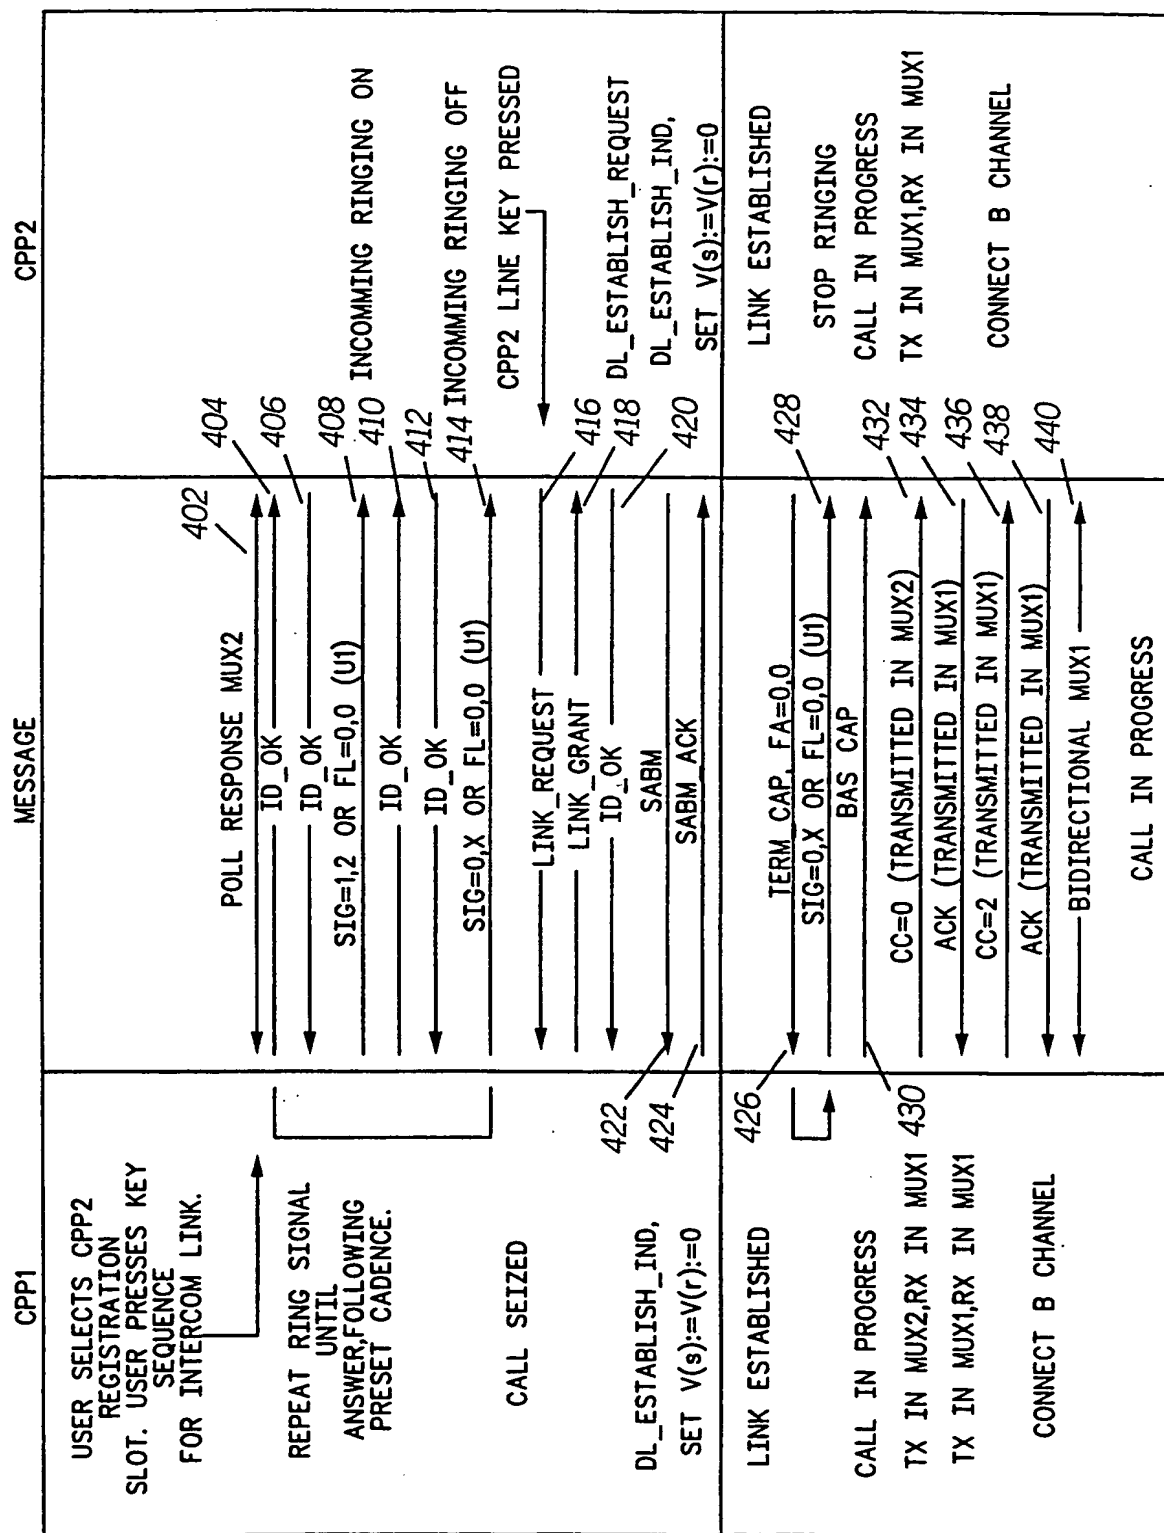 CPP1
MESSAGE
CPP2
USER SELECTS CPP2
REGISTRATION
SLOT. USER PRESSES KEY
SEQUENCE
FOR INTERCOM LINK.
REPEAT RING SIGNAL
UNTIL
ANSWER,FOLLOWING
PRESET CADENCE.
CALL SEIZED
DL_ESTABLISH_IND,
SET V(s):=V(r):=0
LINK ESTABLISHED
CALL IN PROGRESS
TX IN MUX2,RX IN MUX1
TX IN MUX1,RX IN MUX1
CONNECT B CHANNEL
POLL RESPONSE MUX2
ID_OK
ID_OK
SIG=1,2 OR FL=0,0 (U1)
ID_OK
ID_OK
SIG=0,X OR FL=0,0 (U1)
LINK_REQUEST
LINK_GRANT
ID_OK
SABM
SABM ACK
TERM CAP, FA=0,0
SIG=0,X OR FL=0,0 (U1)
BAS CAP
CC=0 (TRANSMITTED IN MUX2)
ACK (TRANSMITTED IN MUX1)
CC=2 (TRANSMITTED IN MUX1)
ACK (TRANSMITTED IN MUX1)
BIDIRECTIONAL MUX1
CALL IN PROGRESS
402
404
406
408
410
412
414
416
418
420
422
424
426
428
430
432
434
436
438
440
INCOMMING RINGING ON
INCOMMING RINGING OFF
CPP2 LINE KEY PRESSED
DL_ESTABLISH_REQUEST
DL_ESTABLISH_IND,
SET V(s):=V(r):=0
LINK ESTABLISHED
STOP RINGING
CALL IN PROGRESS
TX IN MUX1,RX IN MUX1
CONNECT B CHANNEL